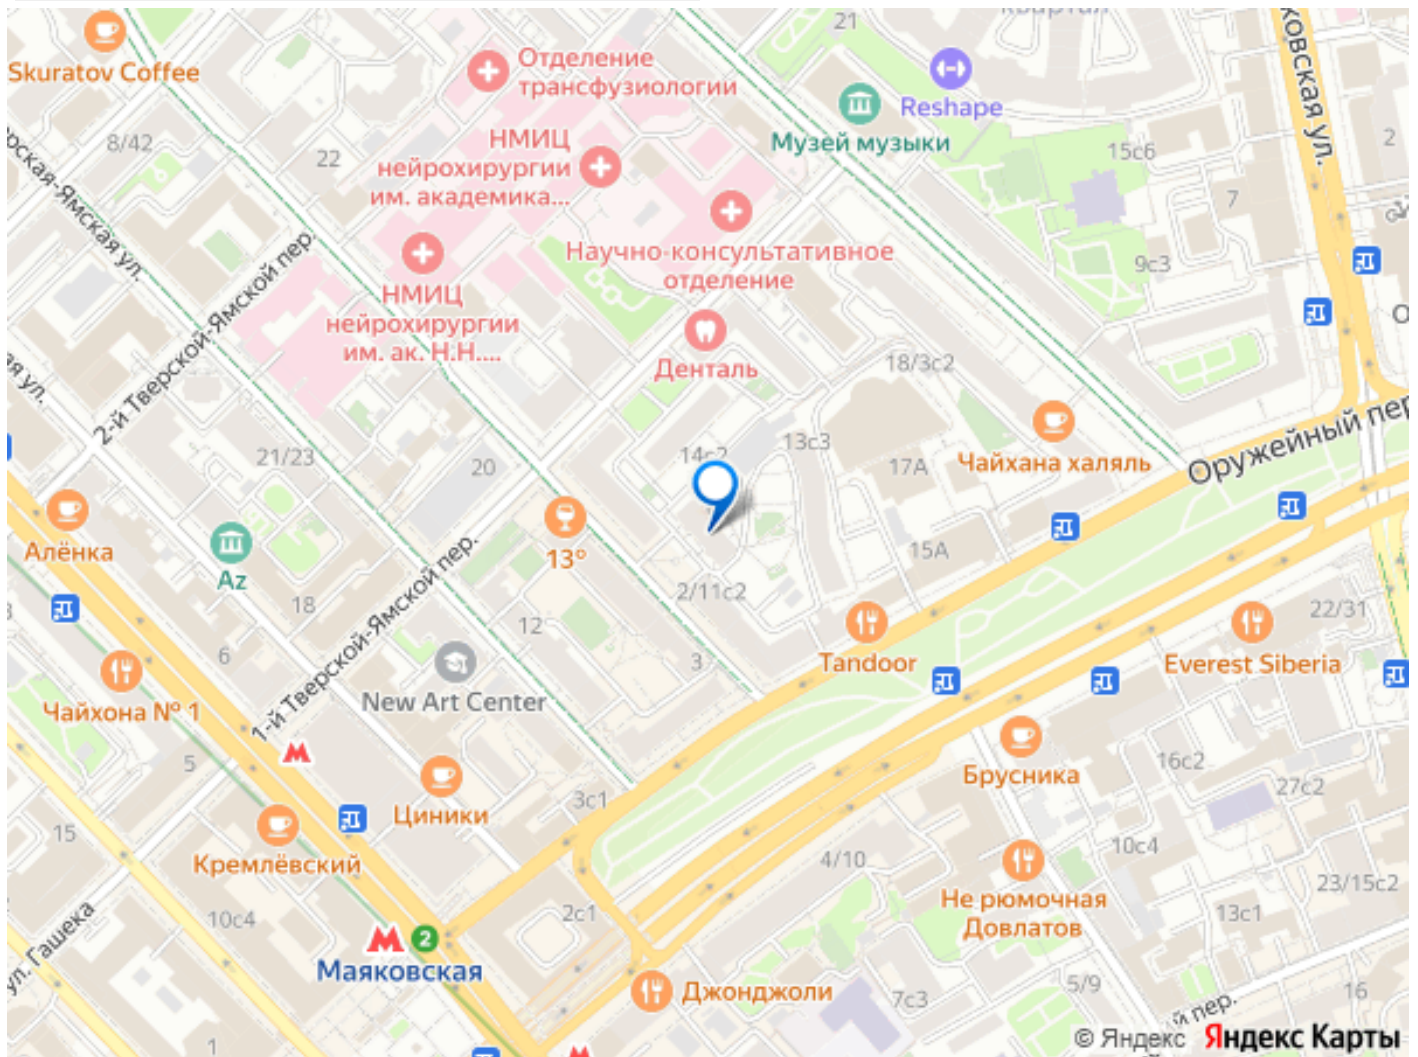 21
квартал
Skuratov Coffee
Отделение
трансфузиологии
Reshape
Музей музыки
НМИЦ
нейрохирургии
им. академика...
8/42
22
15с6
2
7
Научно-консультативное
отделение
9с3
НМИЦ
нейрохирургии
им. ак. Н.Н....
2-й Тверской-Ямской пер.
Денталь
18/3с2
Чайхана халяль
Оружейный пер
21/23
20
14с2
13с3
17А
15А
Алёнка
Az
13°
2/11с2
18
6
12
3
1-й Тверской-Ямской пер.
New Art Center
Tandoor
Everest Siberia
22/31
Чайхона № 1
5
Циники
3с1
Брусника
16с2
27с2
15
Кремлёвский
4/10
10с4
Не рюмочная
Довлатов
23/15с2
13с1
10с4
2с1
ул. Гашека
2
Маяковская
Джонджоли
7с3
5/9
16
1
й пер.
© Яндекс Яндекс Карты